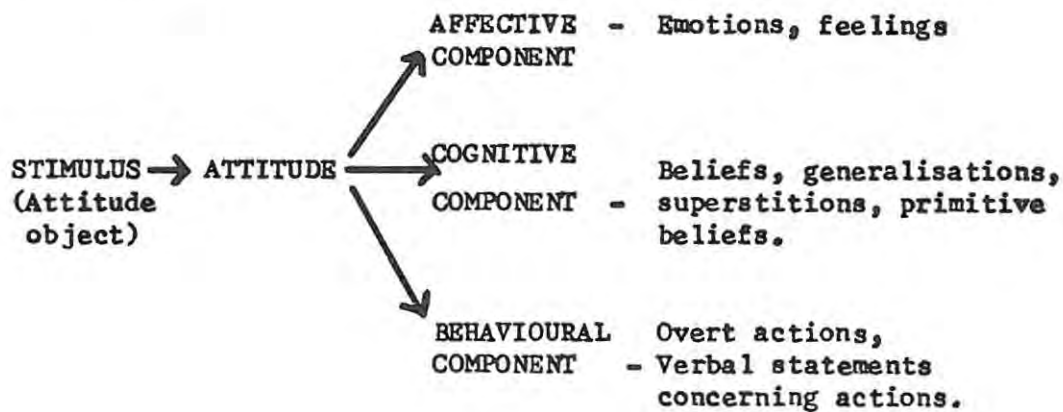 AFFECTIVE - Emotions, feelings
COMPONENT
STIMULUS ATTITUDE COGNITIVE
(Attitude
object)
COMPONENT -
Beliefs, generalisations,
superstitions, primitive
beliefs.
BEHAVIOURAL Overt actions,
COMPONENT - Verbal statements
concerning actions.